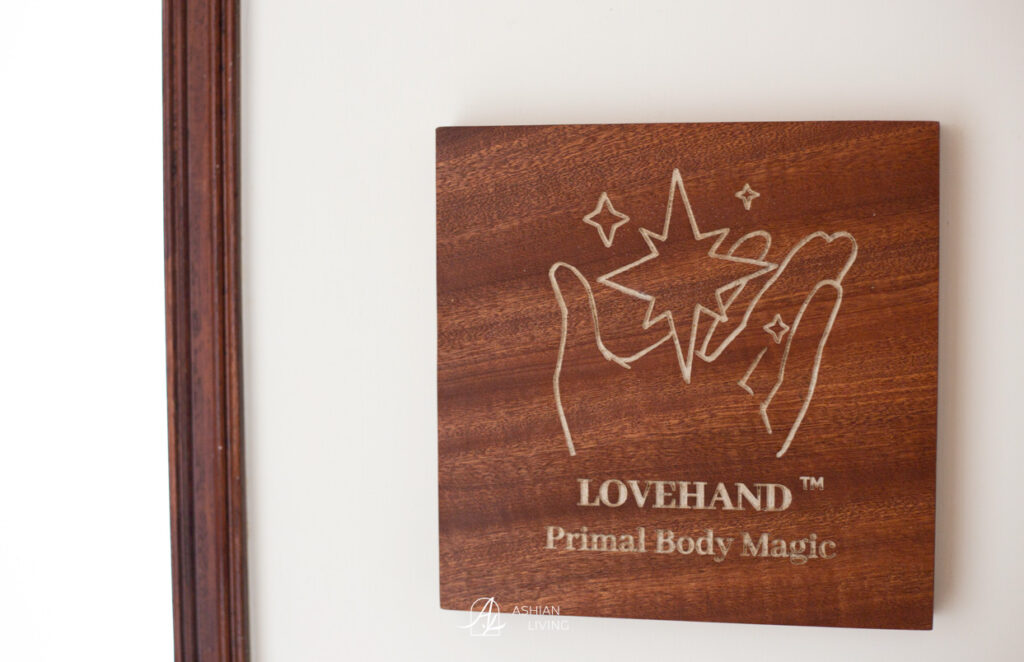 LOVEHAND ™
Primal Body Magic
ASHIAN
LIVING